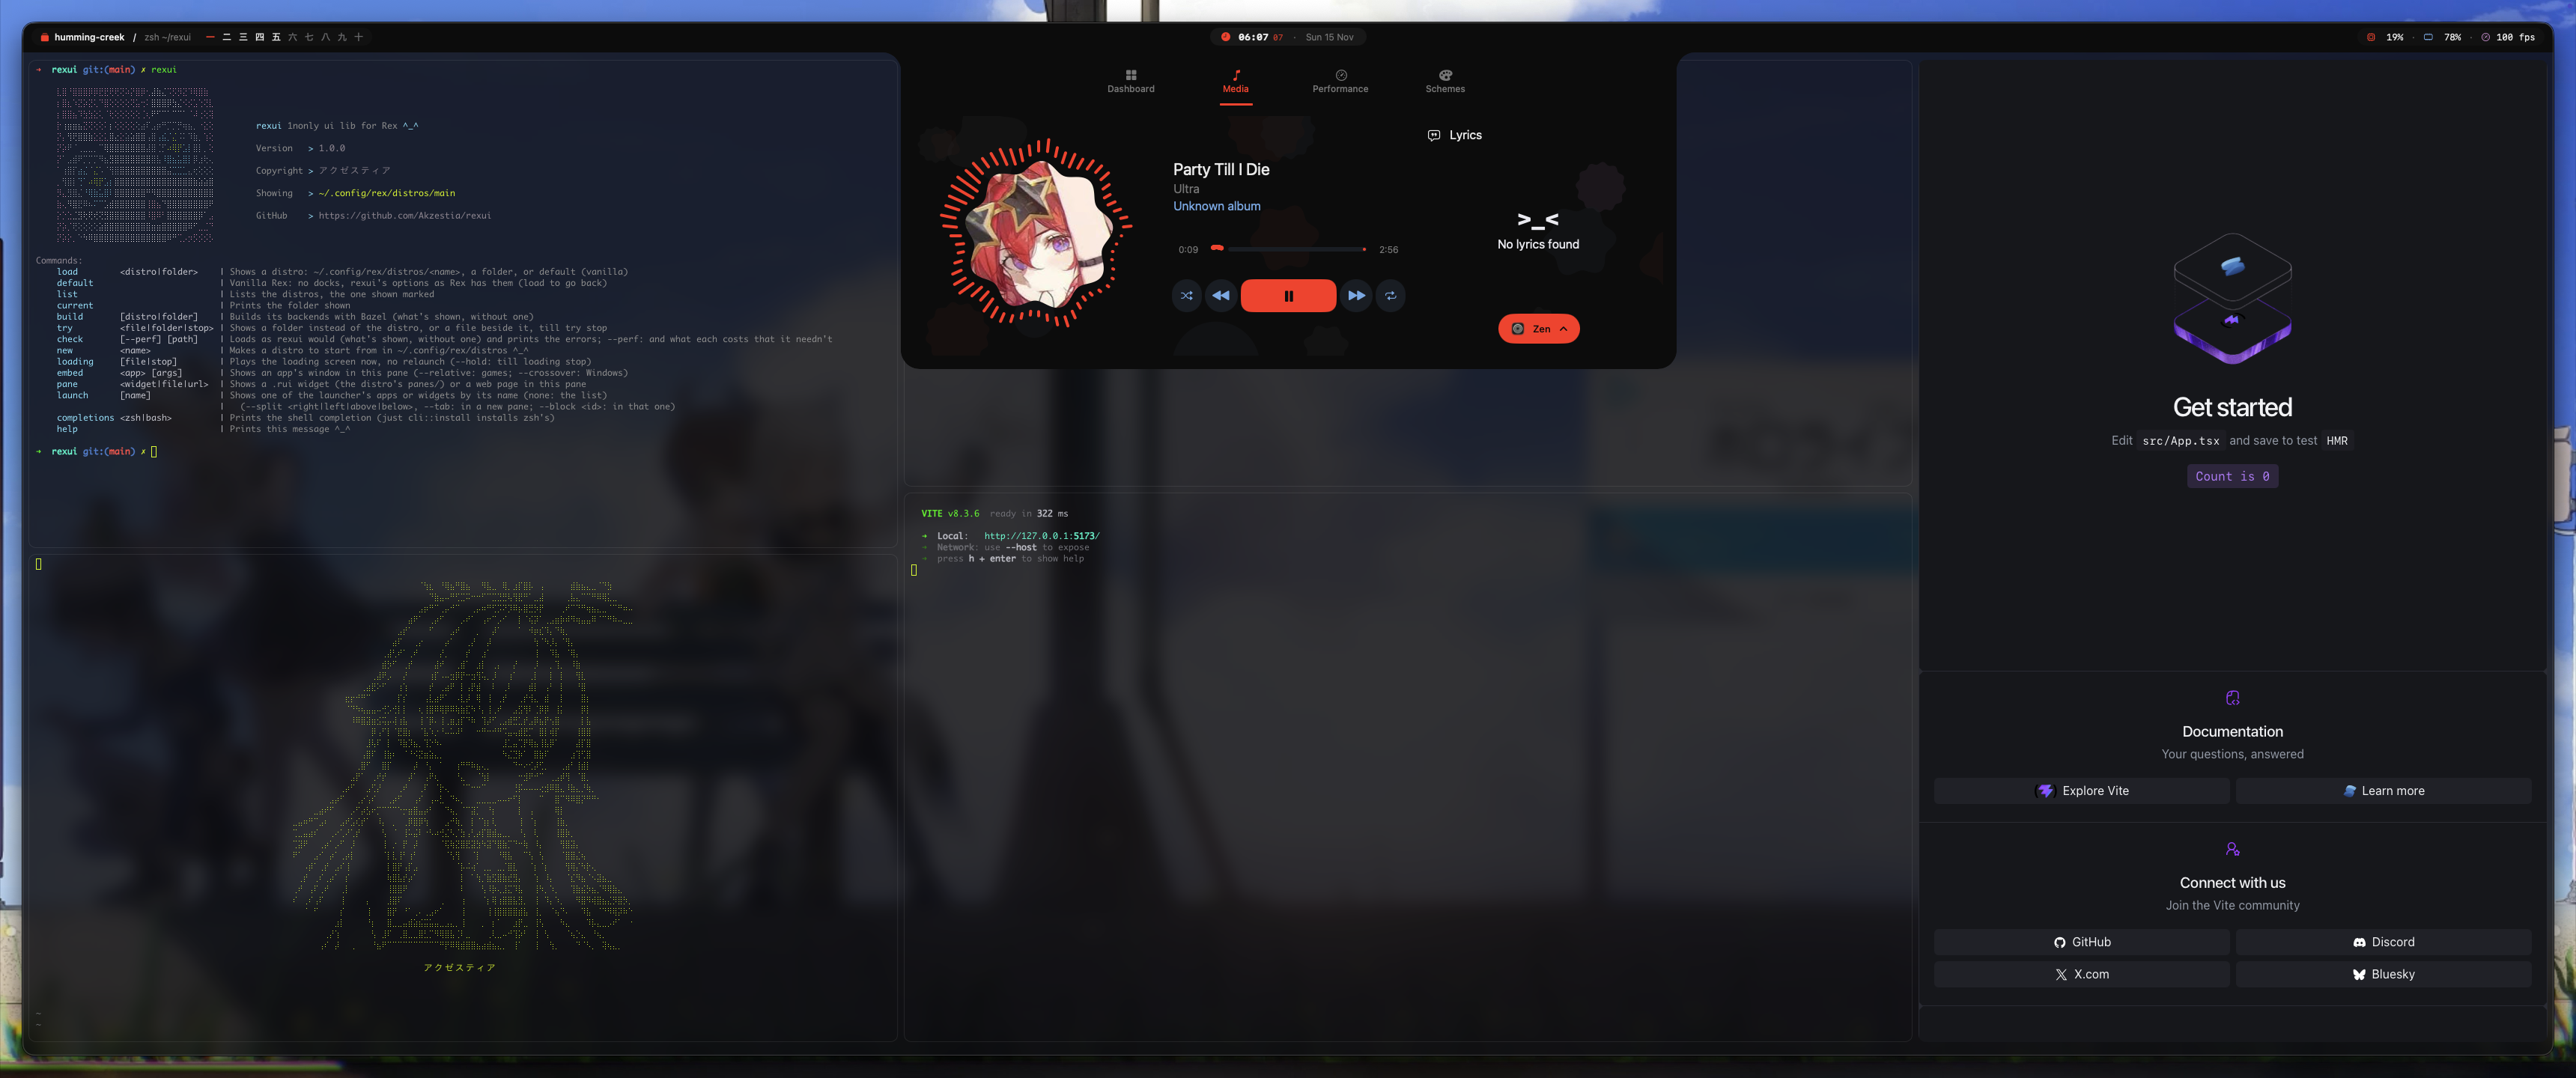 humming-creek / zsh ~/rexui 一 二 三 四 五 六 七 八 九 十
06:07 07 · Sun 15 Nov
19% · 78% · 100 fps
→ rexui git:(main) ✗ rexui
rexui 1nonly ui lib for Rex ^_^
Version > 1.0.0
Copyright > アクゼスティア
Showing > ~/.config/rex/distros/main
GitHub > https://github.com/Akzestia/rexui
Commands:
load <distro|folder> | Shows a distro: ~/.config/rex/distros/<name>, a folder, or default (vanilla)
default | Vanilla Rex: no docks, rexui's options as Rex has them (load to go back)
list | Lists the distros, the one shown marked
current | Prints the folder shown
build [distro|folder] | Builds its backends with Bazel (what's shown, without one)
try <file|folder|stop> | Shows a folder instead of the distro, or a file beside it, till try stop
check [--perf] [path] | Loads as rexui would (what's shown, without one) and prints the errors; --perf: and what each costs that it needn't
new <name> | Makes a distro to start from in ~/.config/rex/distros ^_^
loading [file|stop] | Plays the loading screen now, no relaunch (--hold: till loading stop)
embed <app> [args] | Shows an app's window in this pane (--relative: games; --crossover: Windows)
pane <widget|file|url> | Shows a .rui widget (the distro's panes/) or a web page in this pane
launch [name] | Shows one of the launcher's apps or widgets by its name (none: the list)
| (--split <right|left|above|below>, --tab: in a new pane; --block <id>: in that one)
completions <zsh|bash> | Prints the shell completion (just cli::install installs zsh's)
help | Prints this message ^_^
→ rexui git:(main) ✗
アクゼスティア
~
~
Dashboard
Media
Performance
Schemes
Lyrics
Party Till I Die
Ultra
Unknown album
0:09
2:56
>_<
No lyrics found
Zen
VITE v8.3.6 ready in 322 ms
→ Local: http://127.0.0.1:5173/
→ Network: use --host to expose
→ press h + enter to show help
Get started
Edit src/App.tsx and save to test HMR
Count is 0
Documentation
Your questions, answered
Explore Vite
Learn more
Connect with us
Join the Vite community
GitHub
Discord
X.com
Bluesky